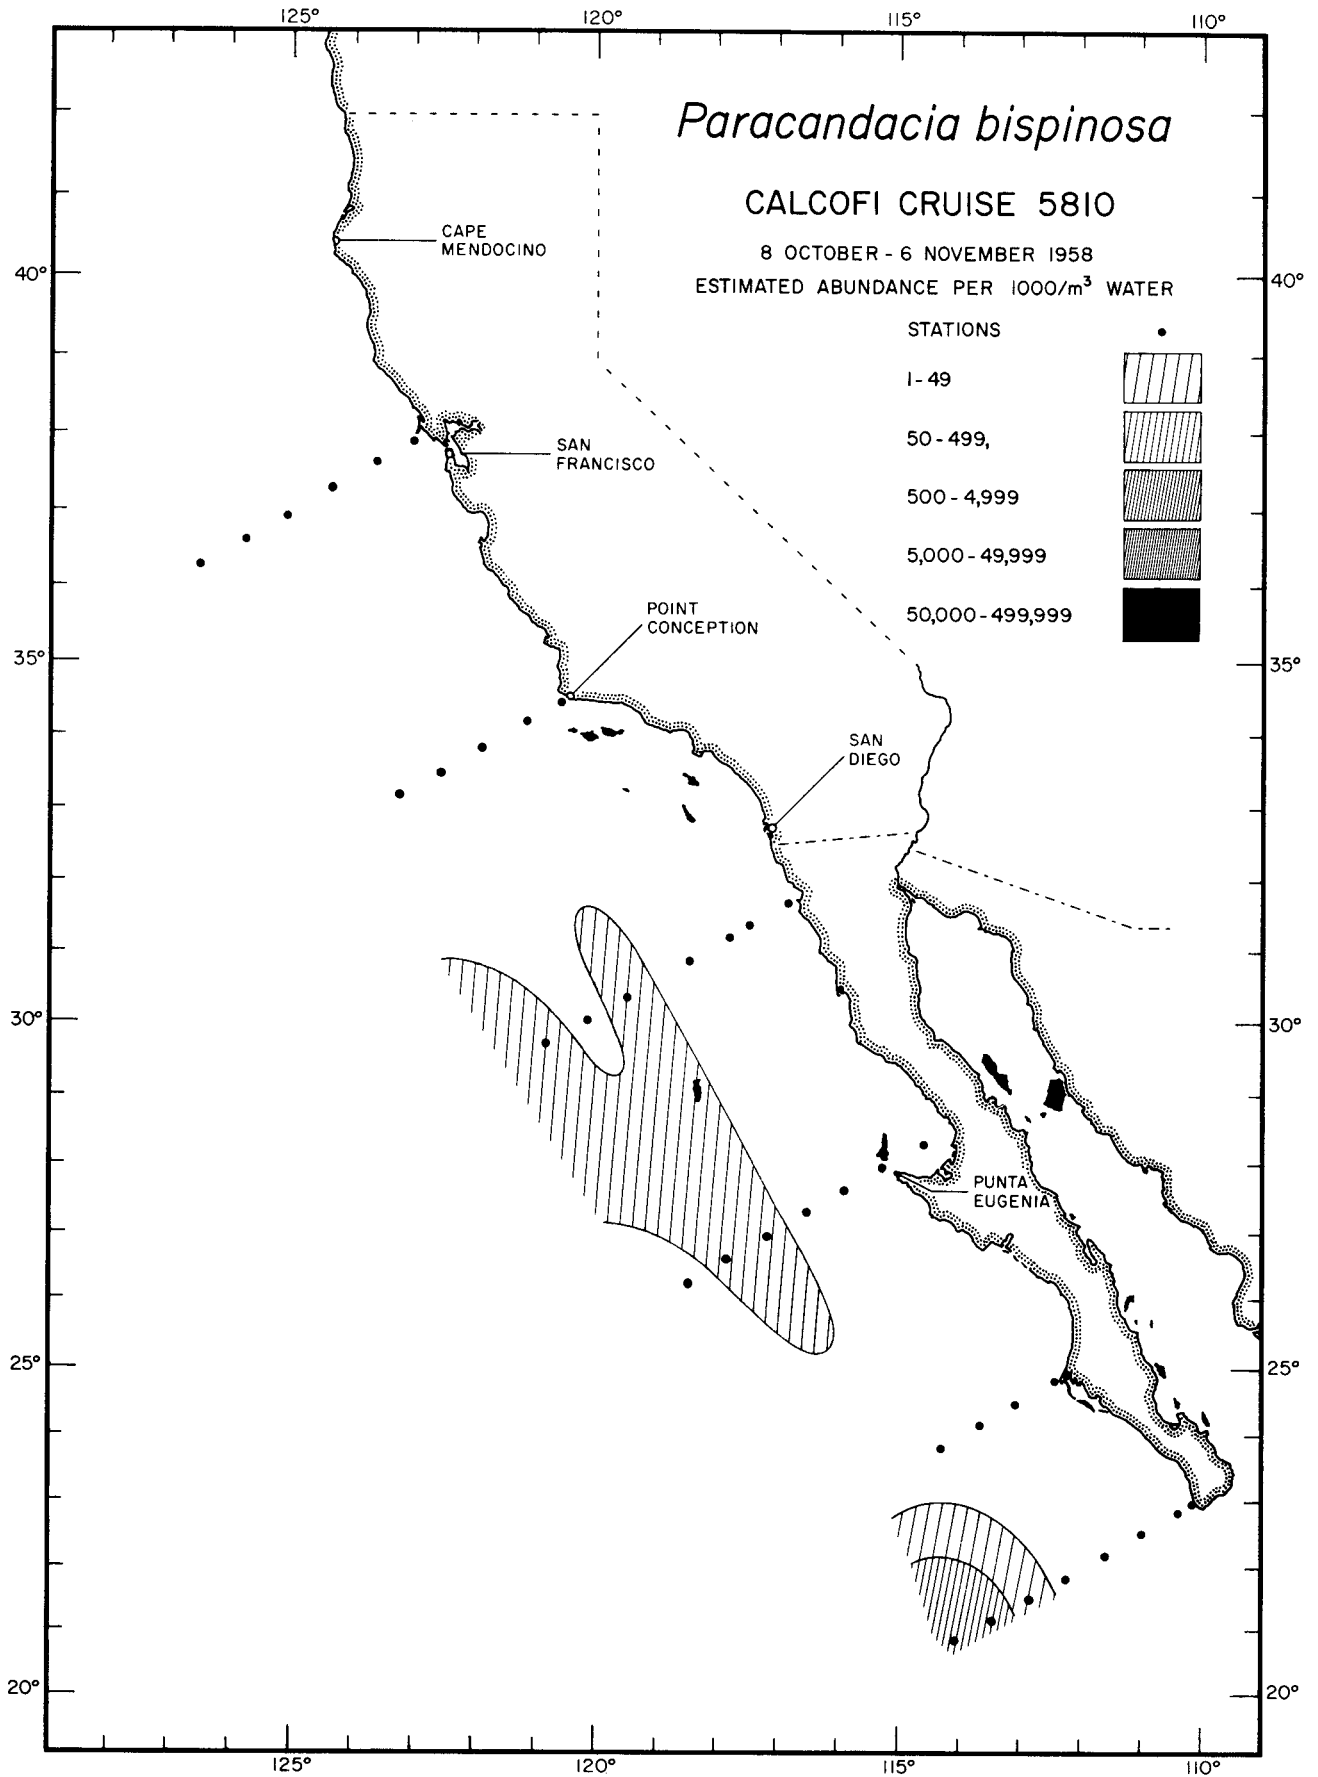 125°
120°
115°
110°
Paracandacia bispinosa
CALCOFI CRUISE 5810
8 OCTOBER - 6 NOVEMBER 1958
ESTIMATED ABUNDANCE PER 1000/m³ WATER
STATIONS
1-49
50-499,
500-4,999
5,000-49,999
50,000-499,999
CAPE
MENDOCINO
40°
40°
SAN
FRANCISCO
POINT
CONCEPTION
35°
35°
SAN
DIEGO
30°
30°
PUNTA
EUGENIA
25°
25°
20°
20°
125°
120°
115°
110°